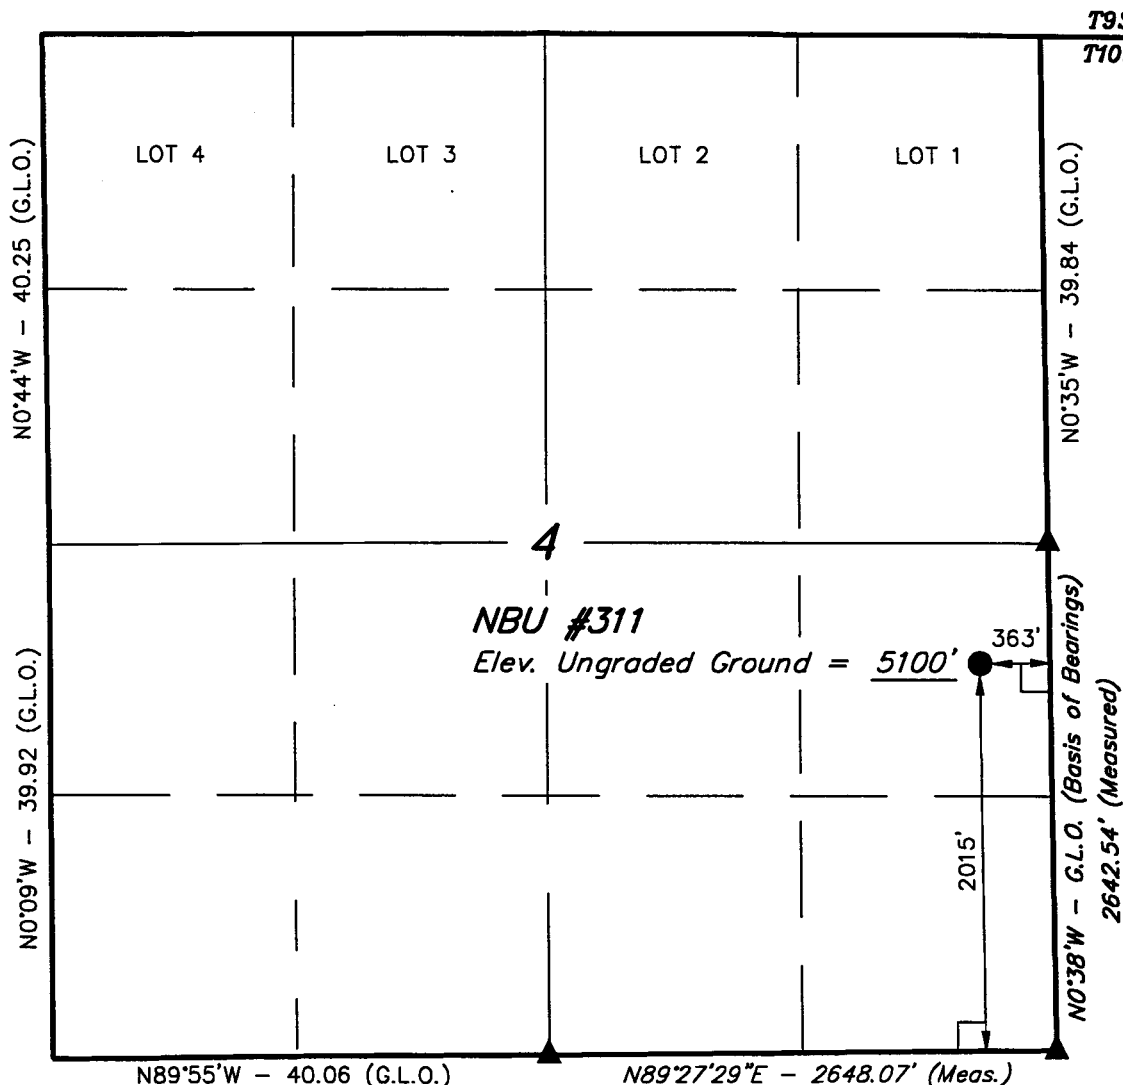 T9S
T10
LOT 4
LOT 3
LOT 2
LOT 1
N0°44'W – 40.25 (G.L.O.)
N0°35'W – 39.84 (G.L.O.)
4
NBU #311
Elev. Ungraded Ground = 5100'
363'
2015'
N0°09'W – 39.92 (G.L.O.)
N0°38'W – G.L.O. (Basis of Bearings)
2642.54' (Measured)
N89°55'W – 40.06 (G.L.O.)
N89°27'29"E – 2648.07' (Meas.)